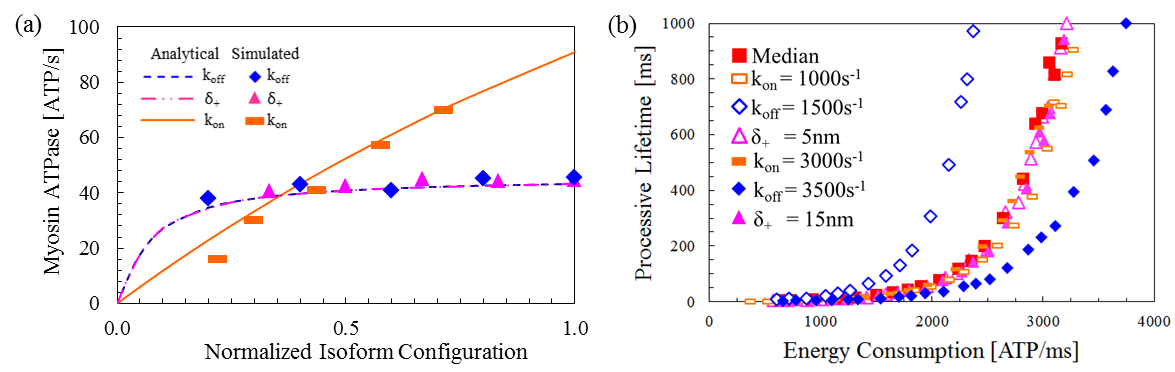 (a)
Myosin ATPase [ATP/s]
100
80
60
40
20
0
Analytical Simulated
koff koff
δ+ δ+
kon kon
0.0 0.5 1.0
Normalized Isoform Configuration
(b)
Processive Lifetime [ms]
1000
800
600
400
200
0
Median
kon = 1000s-1
koff = 1500s-1
δ+ = 5nm
kon = 3000s-1
koff = 3500s-1
δ+ = 15nm
0 1000 2000 3000 4000
Energy Consumption [ATP/ms]